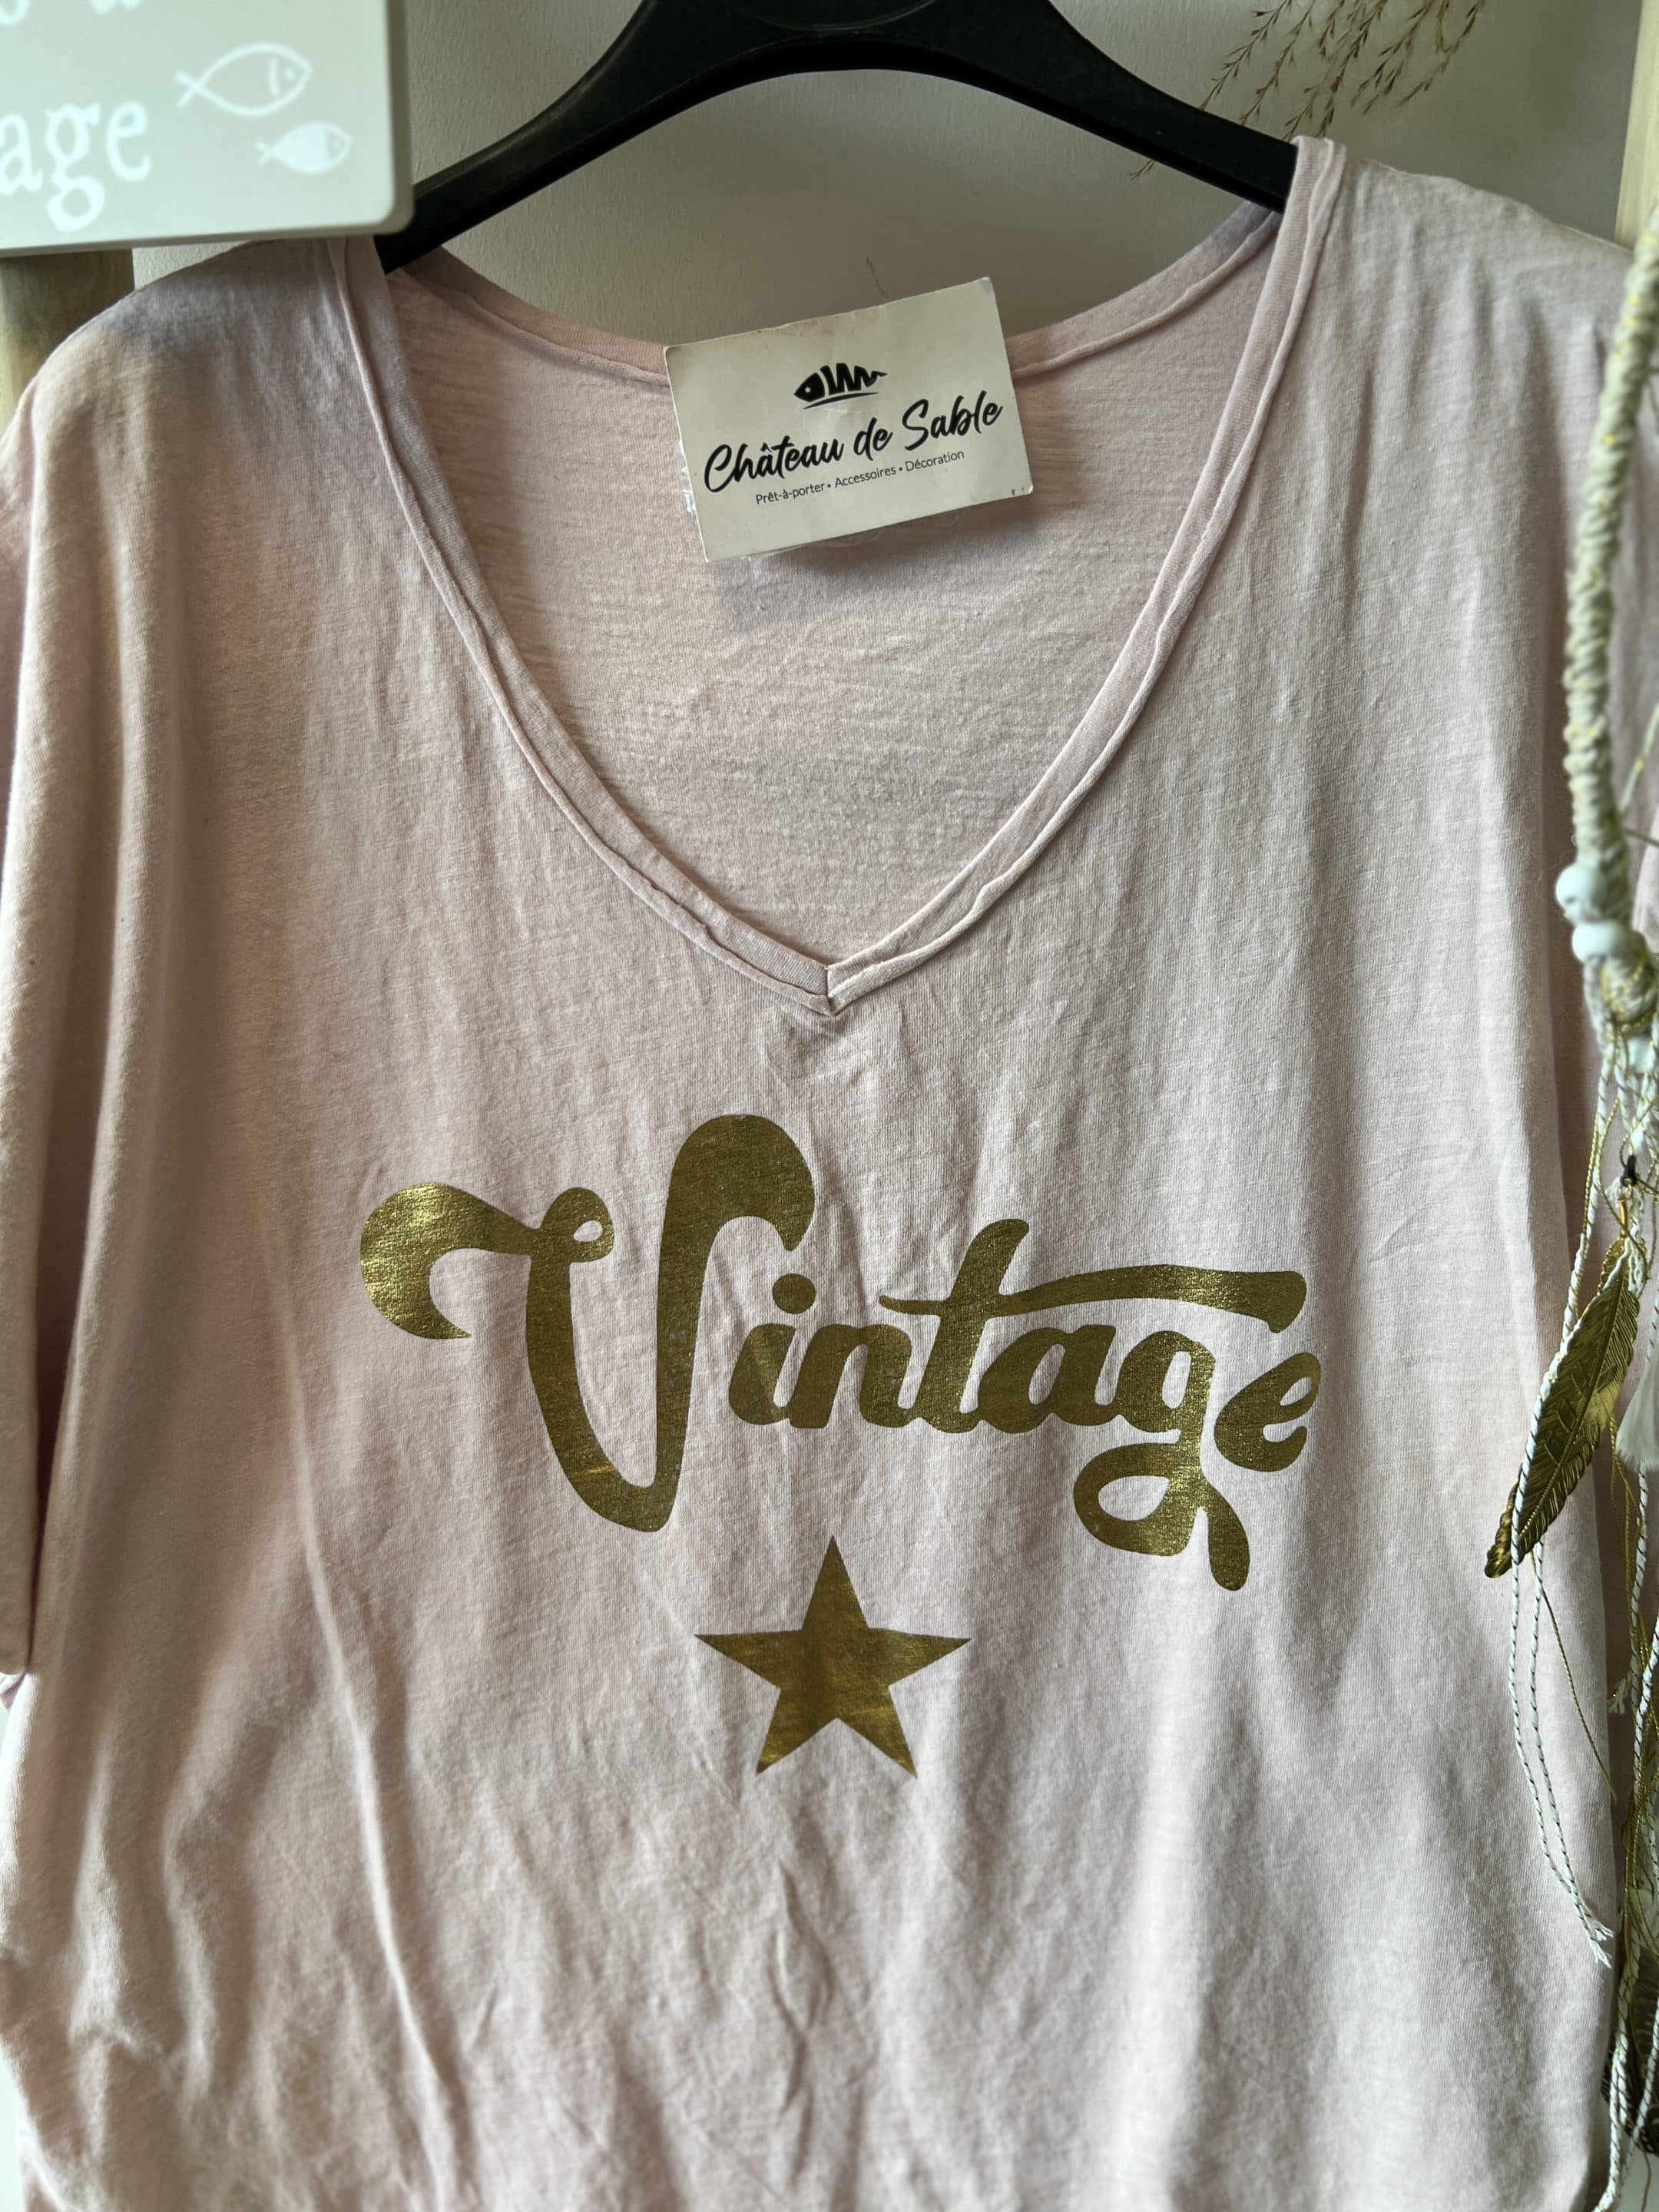 age
Château de Sable
Prêt-à-porter • Accessoires • Décoration
Vintage